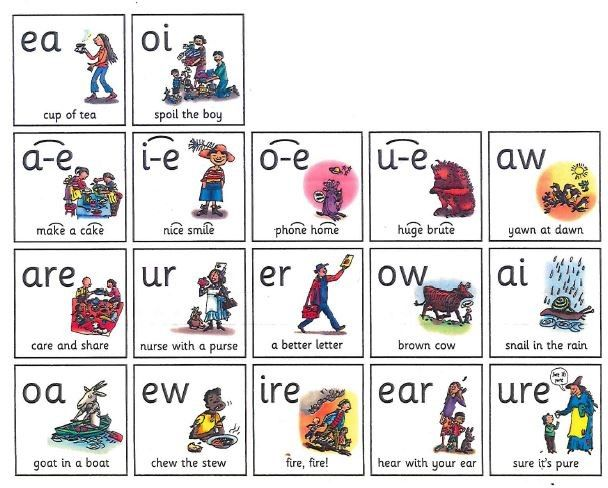 ea
cup of tea
oi
spoil the boy
a-e
make a cake
i-e
nice smile
o-e
phone home
u-e
huge brute
aw
yawn at dawn
are
care and share
ur
nurse with a purse
er
a better letter
ow
brown cow
ai
snail in the rain
oa
goat in a boat
ew
chew the stew
ire
fire, fire!
ear
hear with your ear
ure
sure it's pure